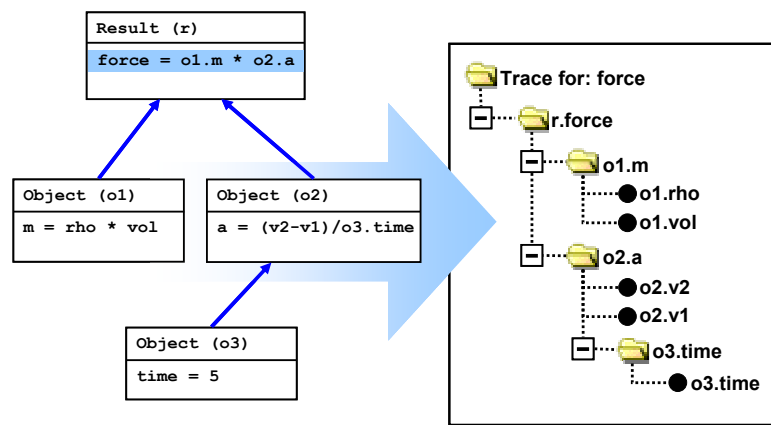 Result (r)
force = o1.m * o2.a
Object (o1)
m = rho * vol
Object (o2)
a = (v2-v1)/o3.time
Object (o3)
time = 5
Trace for: force
r.force
o1.m
o1.rho
o1.vol
o2.a
o2.v2
o2.v1
o3.time
o3.time